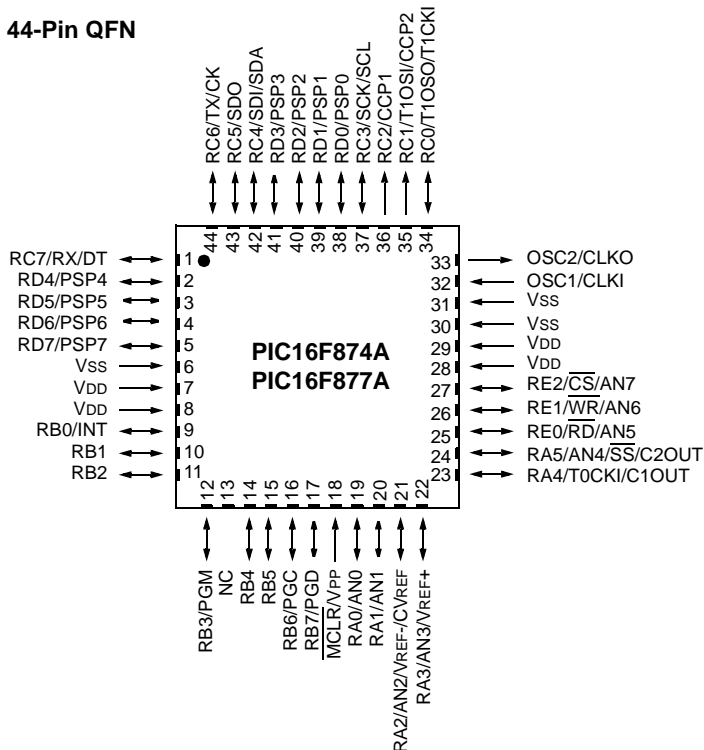 44-Pin QFN
RC6/TX/CK
RC5/SDO
RC4/SDI/SDA
RD3/PSP3
RD2/PSP2
RD1/PSP1
RD0/PSP0
RC3/SCK/SCL
RC2/CCP1
RC1/T1OSI/CCP2
RC0/T1OSO/T1CKI
44
43
42
41
40
39
38
37
36
35
34
RC7/RX/DT 1
RD4/PSP4 2
RD5/PSP5 3
RD6/PSP6 4
RD7/PSP7 5
VSS 6
VDD 7
VDD 8
RB0/INT 9
RB1 10
RB2 11
PIC16F874A
PIC16F877A
33 OSC2/CLKO
32 OSC1/CLKI
31 VSS
30 VSS
29 VDD
28 VDD
27 RE2/CS/AN7
26 RE1/WR/AN6
25 RE0/RD/AN5
24 RA5/AN4/SS/C2OUT
23 RA4/T0CKI/C1OUT
12
13
14
15
16
17
18
19
20
21
22
RB3/PGM
NC
RB4
RB5
RB6/PGC
RB7/PGD
MCLR/VPP
RA0/AN0
RA1/AN1
RA2/AN2/VREF-/CVREF
RA3/AN3/VREF+